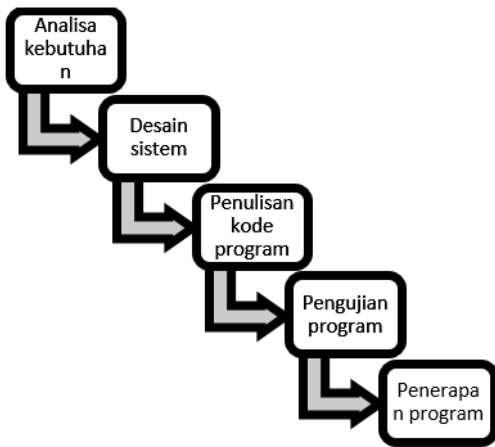 Analisa
kebutuha
n
Desain
sistem
Penulisan
kode
program
Pengujian
program
Penerapa
n program